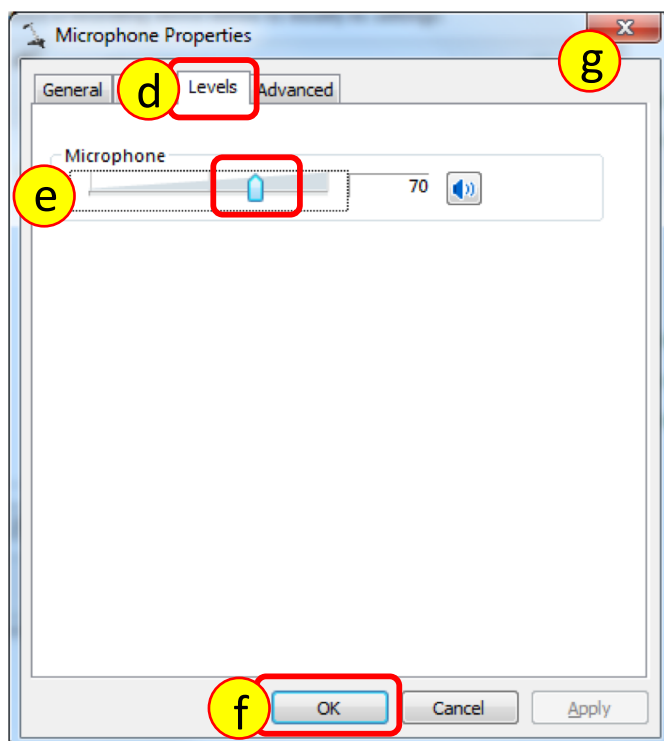 Microphone Properties
x
g
General
d
Levels
Advanced
Microphone
e
70
f
OK
Cancel
Apply